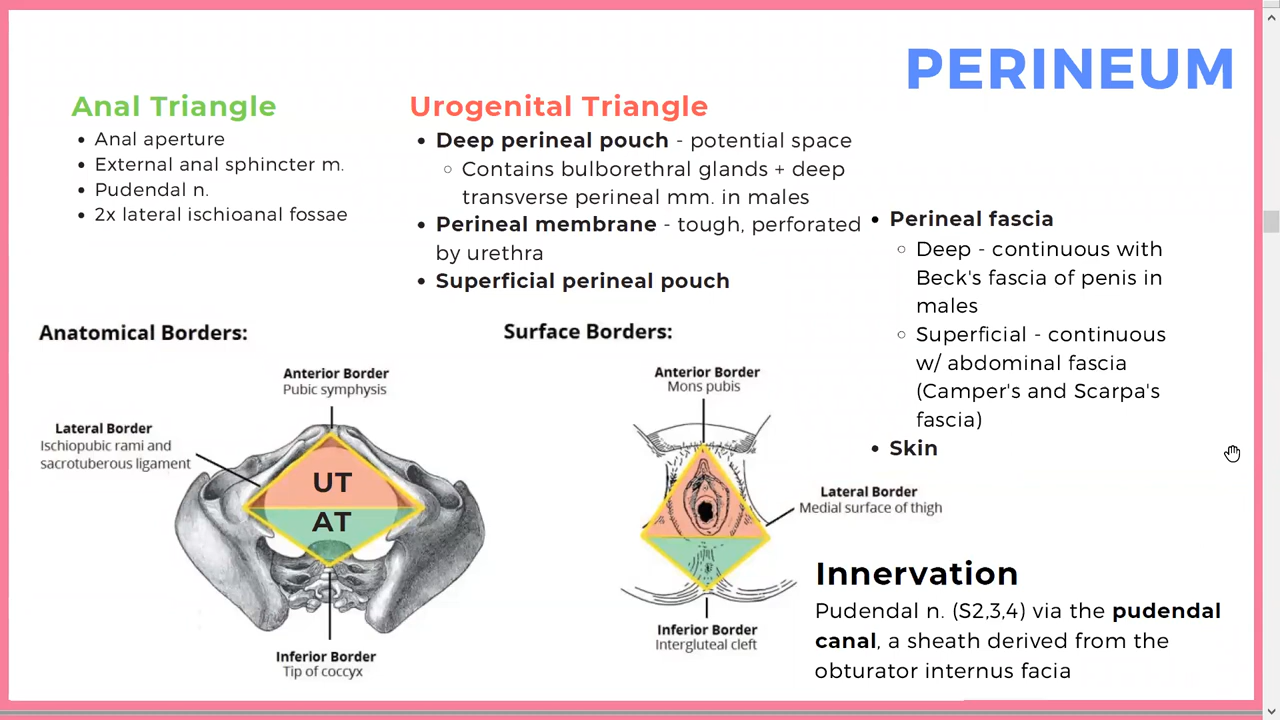 PERINEUM
Anal Triangle
• Anal aperture
• External anal sphincter m.
• Pudendal n.
• 2x lateral ischioanal fossae
Urogenital Triangle
• Deep perineal pouch - potential space
◦ Contains bulborethral glands + deep
transverse perineal mm. in males
• Perineal membrane - tough, perforated
by urethra
• Superficial perineal pouch
• Perineal fascia
◦ Deep - continuous with
Beck's fascia of penis in
males
◦ Superficial - continuous
w/ abdominal fascia
(Camper's and Scarpa's
fascia)
• Skin
Anatomical Borders:
Anterior Border
Pubic symphysis
Lateral Border
Ischiopubic rami and
sacrotuberous ligament
UT
AT
Inferior Border
Tip of coccyx
Surface Borders:
Anterior Border
Mons pubis
Lateral Border
Medial surface of thigh
Inferior Border
Intergluteal cleft
Innervation
Pudendal n. (S2,3,4) via the pudendal
canal, a sheath derived from the
obturator internus facia